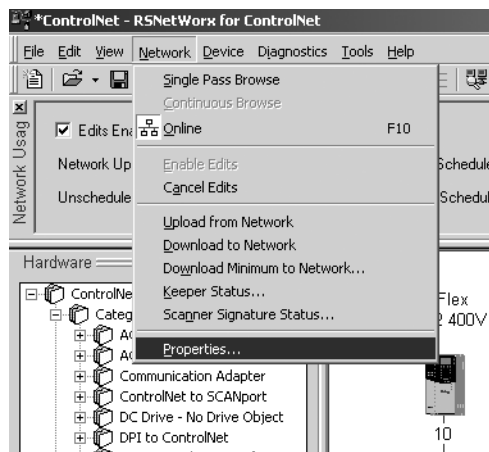 *ControlNet - RSNetWorx for ControlNet
File Edit View Network Device Diagnostics Tools Help
Single Pass Browse
Continuous Browse
Online F10
Enable Edits
Cancel Edits
Upload from Network
Download to Network
Download Minimum to Network...
Keeper Status...
Scanner Signature Status...
Properties...
Network Usag
Edits Ena
Network Up
Schedule
Unschedule
Schedul
Hardware
ControlNe
Categ
A
A
Communication Adapter
ControlNet to SCANport
DC Drive - No Drive Object
DPI to ControlNet
Flex
2 400V
10